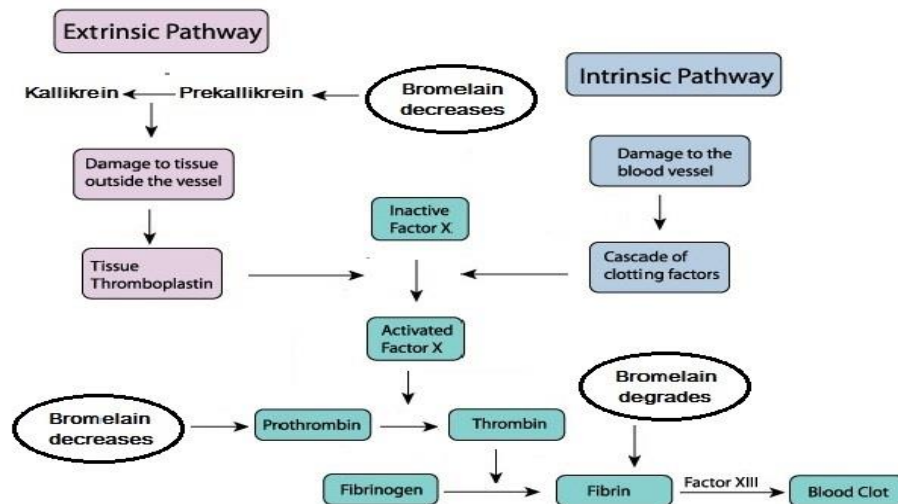 Extrinsic Pathway
Intrinsic Pathway
Kallikrein
Prekallikrein
Bromelain
decreases
Damage to tissue
outside the vessel
Damage to the
blood vessel
Inactive
Factor X
Tissue
Thromboplastin
Cascade of
clotting factors
Activated
Factor X
Bromelain
degrades
Bromelain
decreases
Prothrombin
Thrombin
Fibrinogen
Fibrin
Factor XIII
Blood Clot